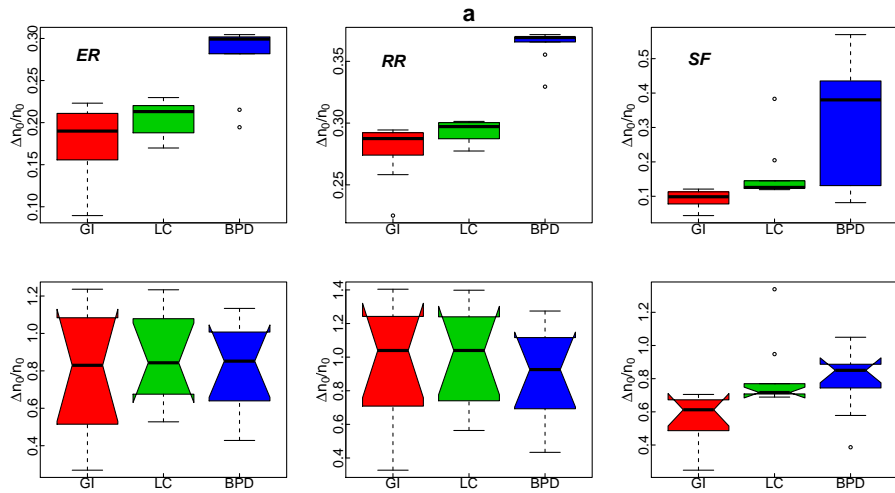 a
ER
Δn0/n0
0.10 0.15 0.20 0.25 0.30
GI LC BPD
RR
Δn0/n0
0.25 0.30 0.35
GI LC BPD
SF
Δn0/n0
0.1 0.2 0.3 0.4 0.5
GI LC BPD
Δn0/n0
0.4 0.6 0.8 1.0 1.2
GI LC BPD
Δn0/n0
0.4 0.6 0.8 1.0 1.2 1.4
GI LC BPD
Δn0/n0
0.4 0.6 0.8 1.0 1.2
GI LC BPD